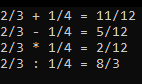 2/3 + 1/4 = 11/12
2/3 - 1/4 = 5/12
2/3 * 1/4 = 2/12
2/3 : 1/4 = 8/3